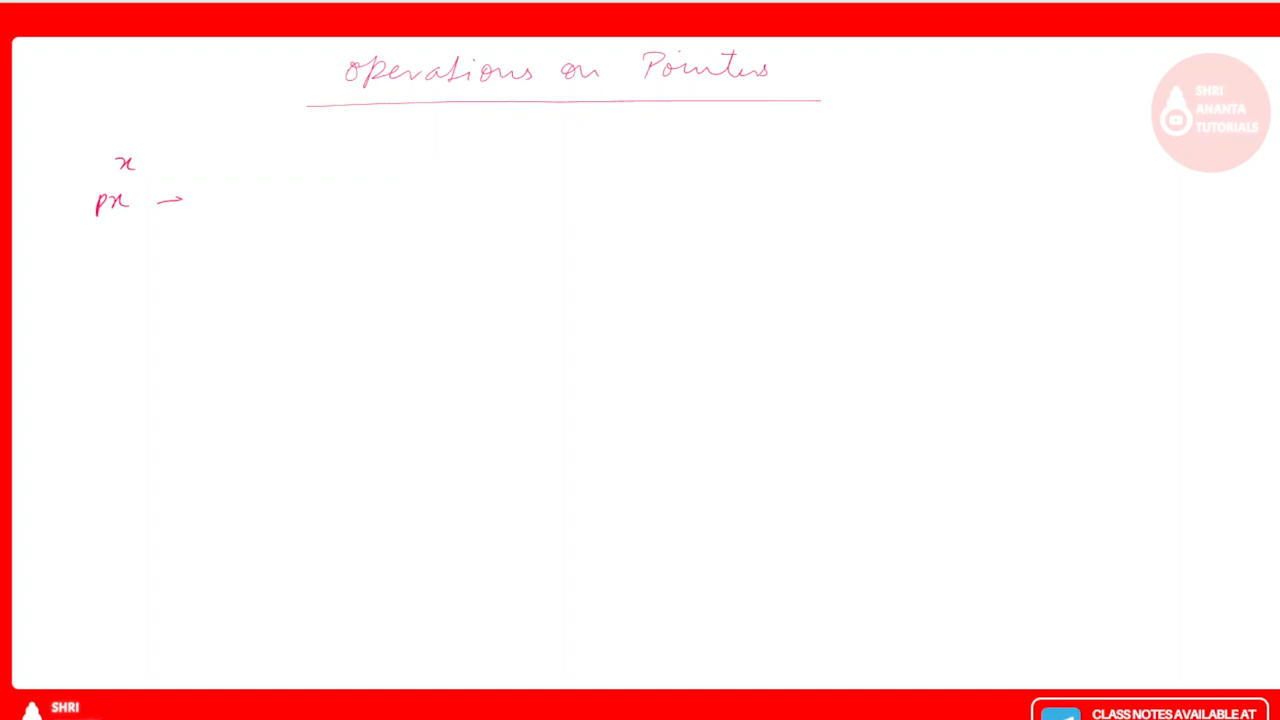 operations on Pointers
SHRI
ANANTA
TUTORIALS
x
px →
SHRI
CLASS NOTES AVAILABLE AT